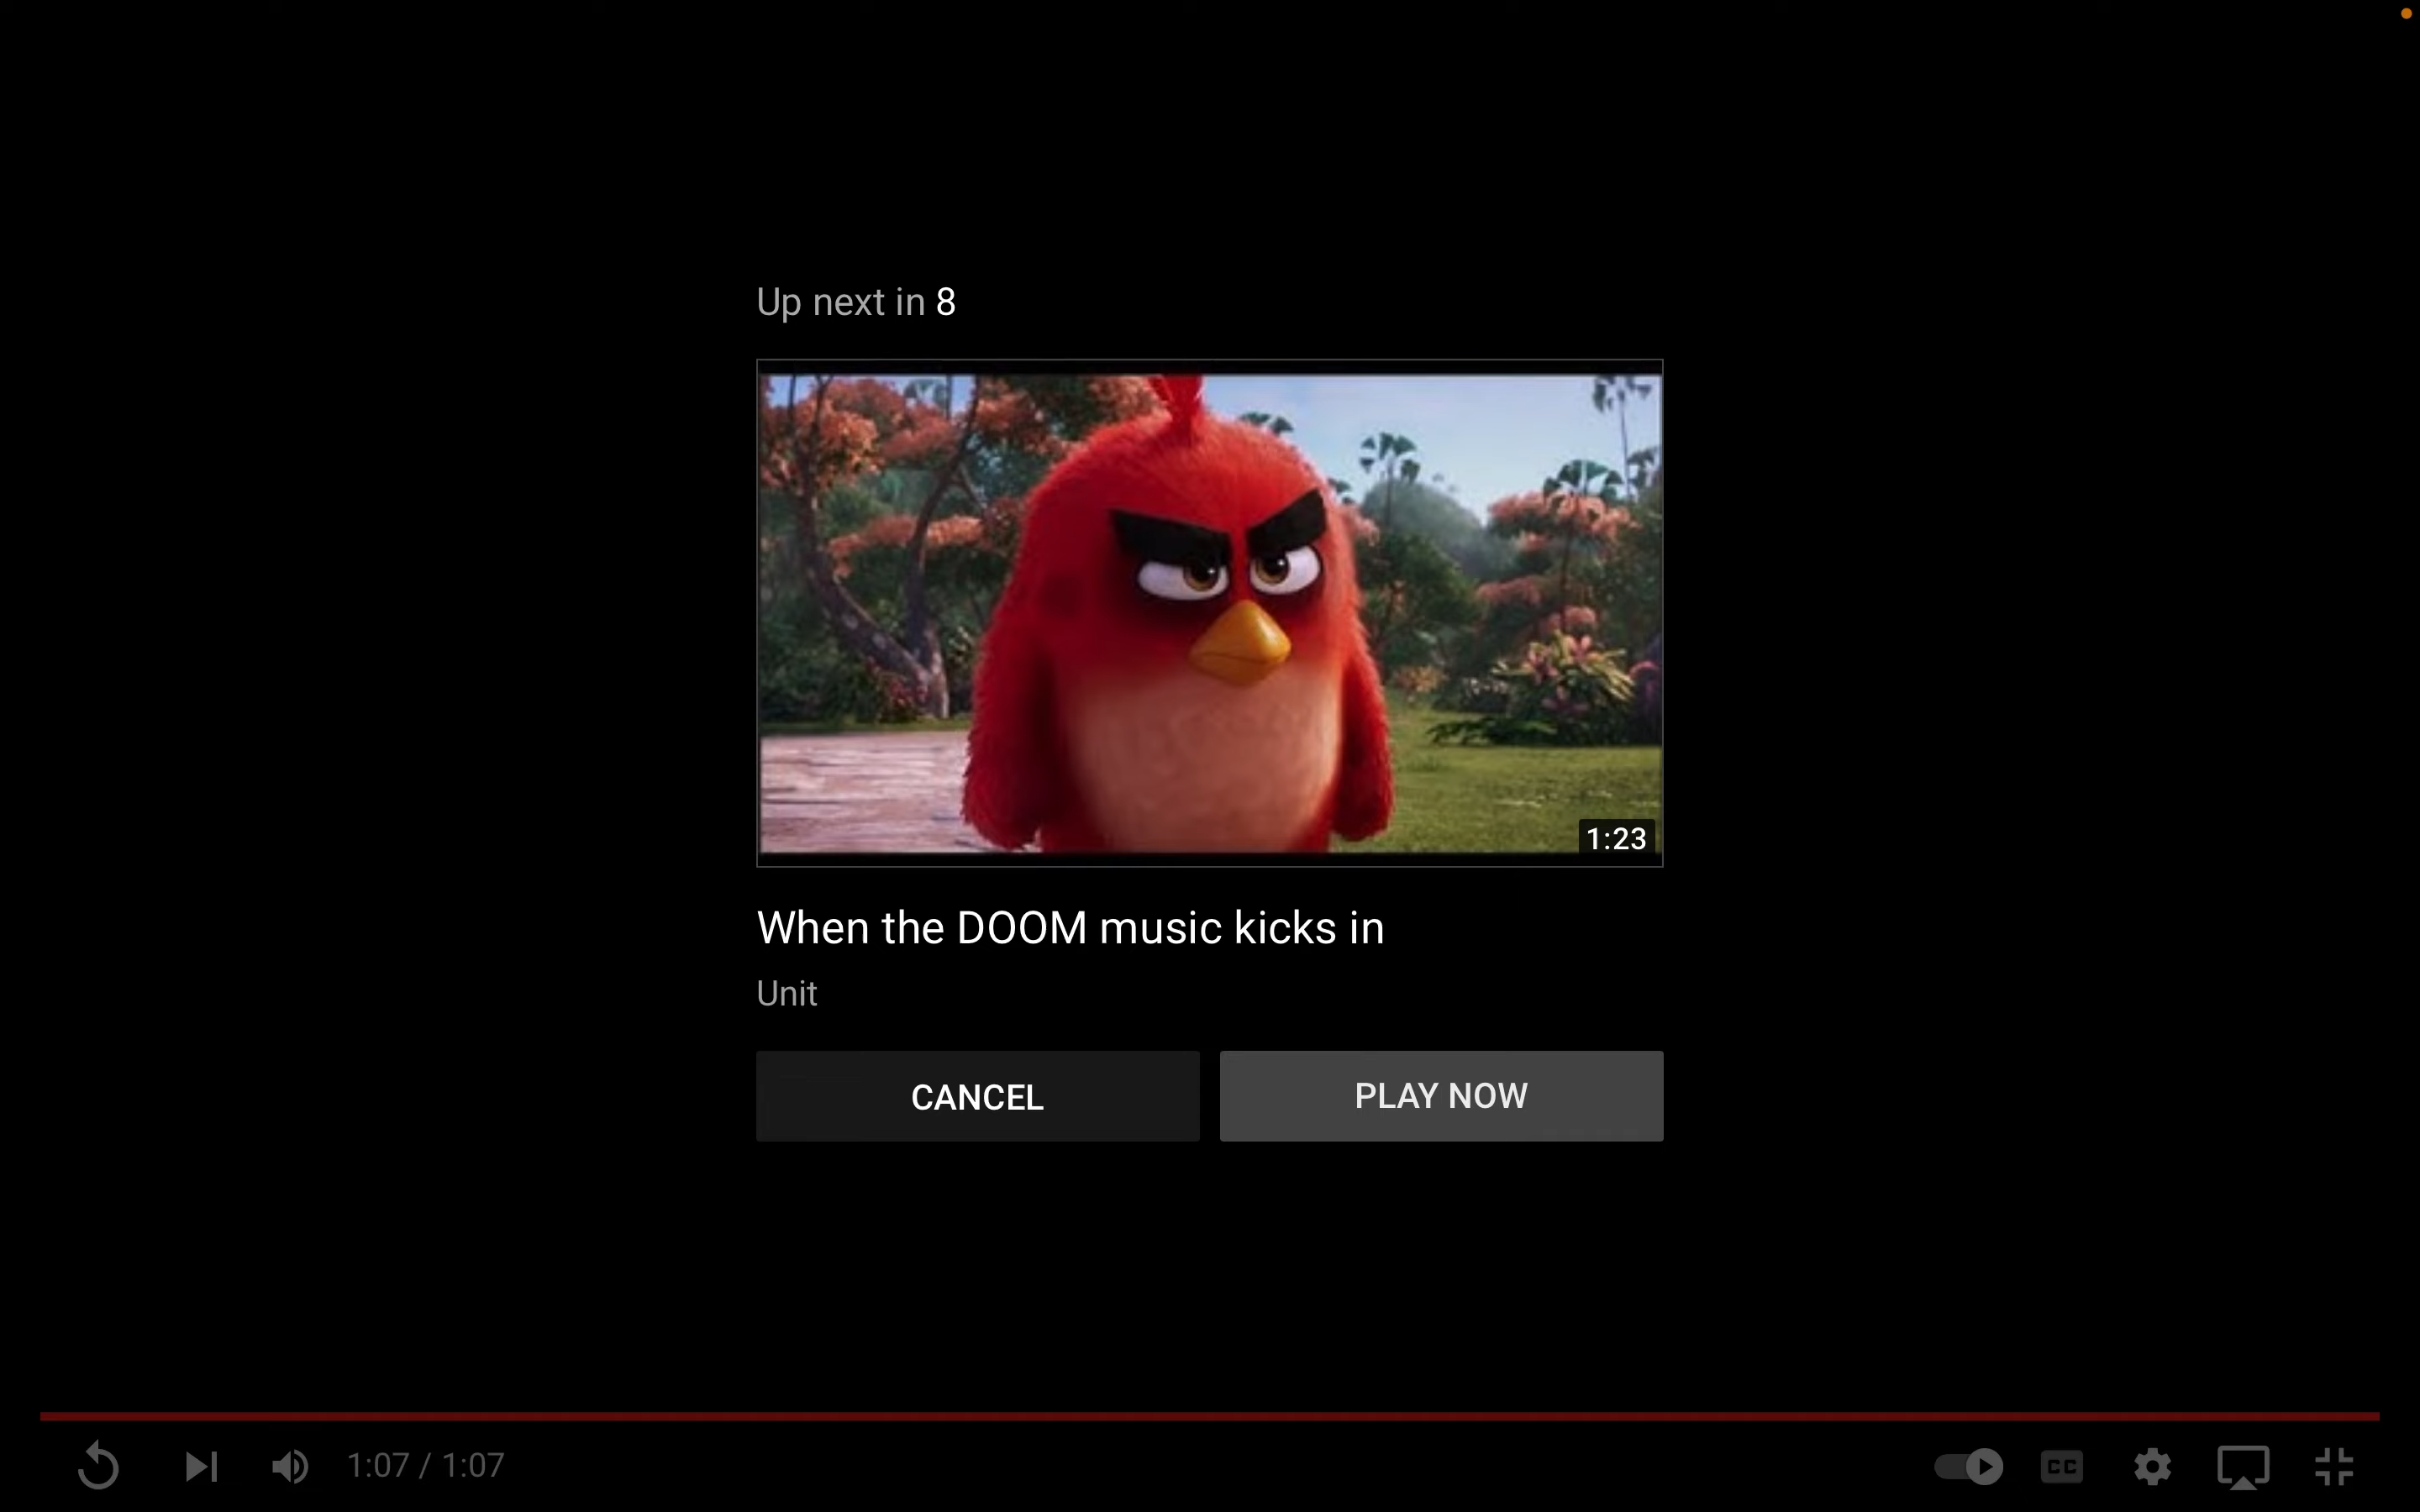 Up next in 8
1:23
When the DOOM music kicks in
Unit
CANCEL
PLAY NOW
1:07 / 1:07
CC